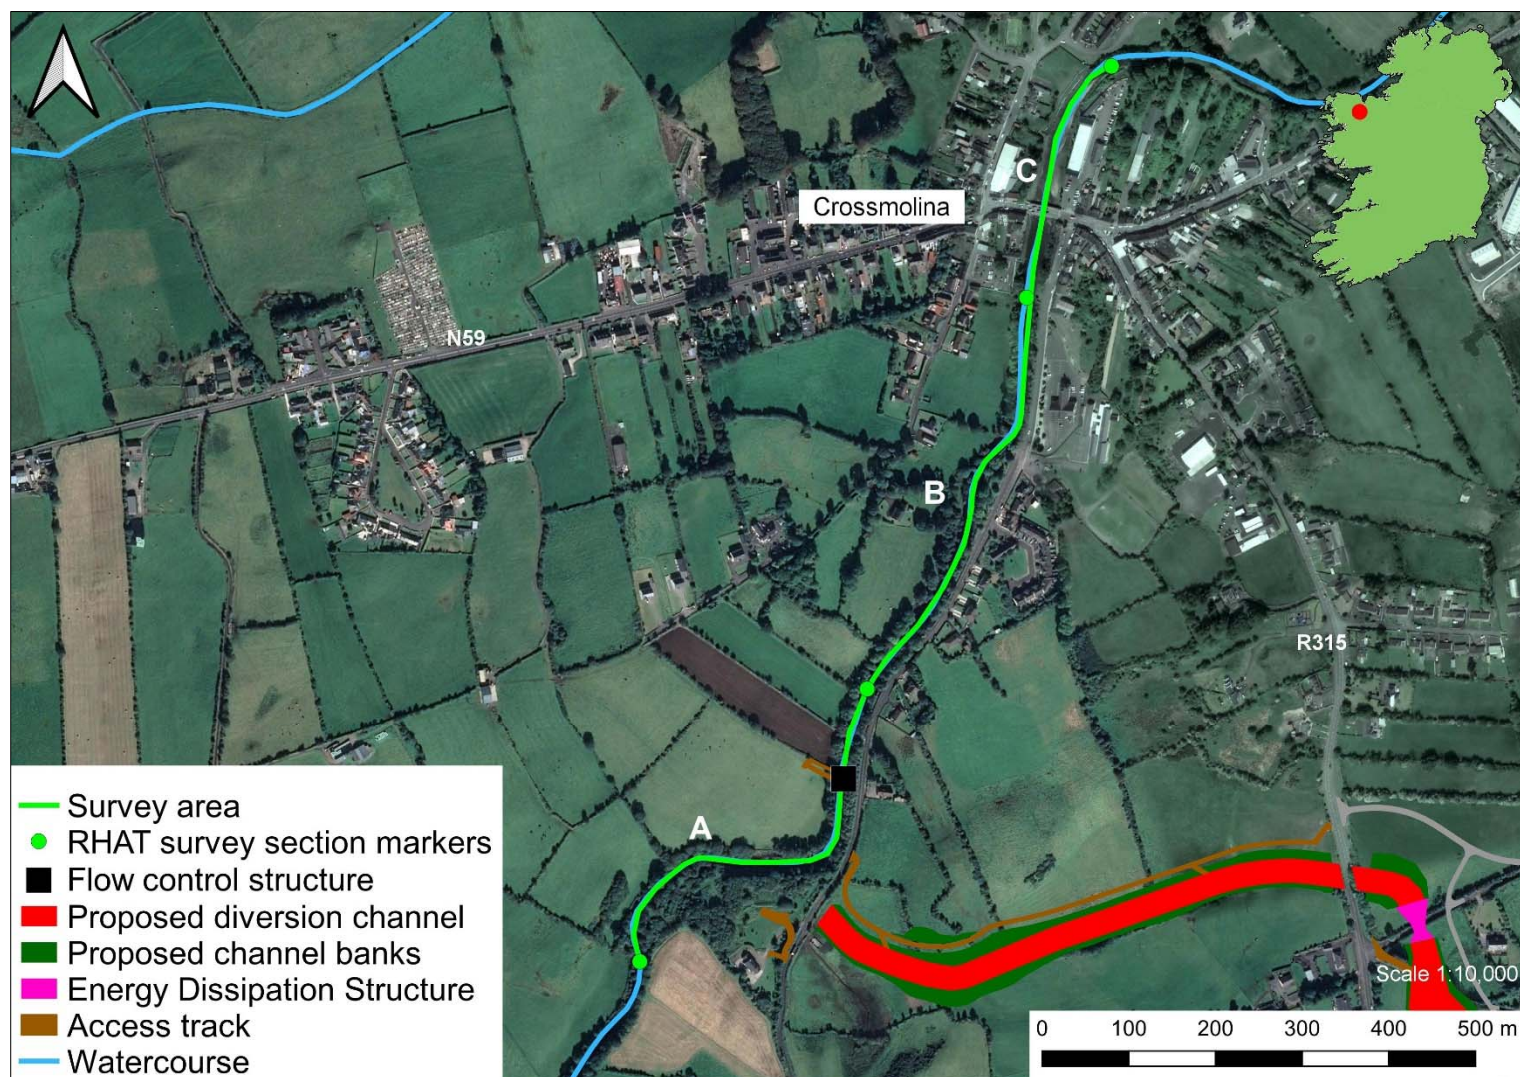 C
Crossmolina
N59
B
R315
A
Survey area
RHAT survey section markers
Flow control structure
Proposed diversion channel
Proposed channel banks
Energy Dissipation Structure
Access track
Watercourse
Scale 1:10,000
0 100 200 300 400 500 m